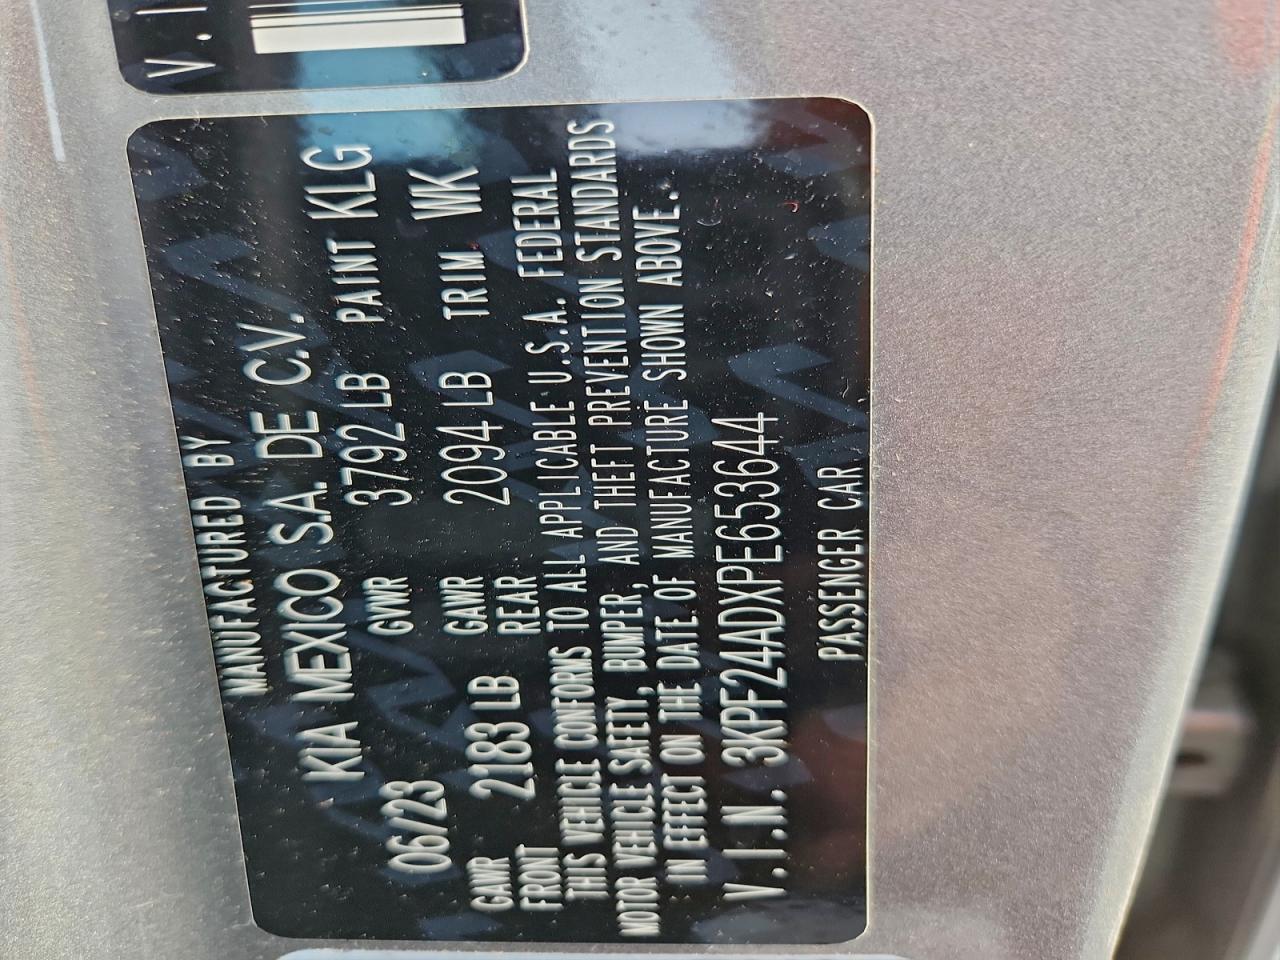 V.I
MANUFACTURED BY
KIA MEXICO S.A. DE C.V.
06/23 GVWR 3792 LB PAINT KLG
GAWR FRONT 2183 LB GAWR REAR 2094 LB TRIM WK
THIS VEHICLE CONFORMS TO ALL APPLICABLE U.S.A. FEDERAL
MOTOR VEHICLE SAFETY, BUMPER, AND THEFT PREVENTION STANDARDS
IN EFFECT ON THE DATE OF MANUFACTURE SHOWN ABOVE.
V.I.N. 3KPF24ADXPE653644
PASSENGER CAR